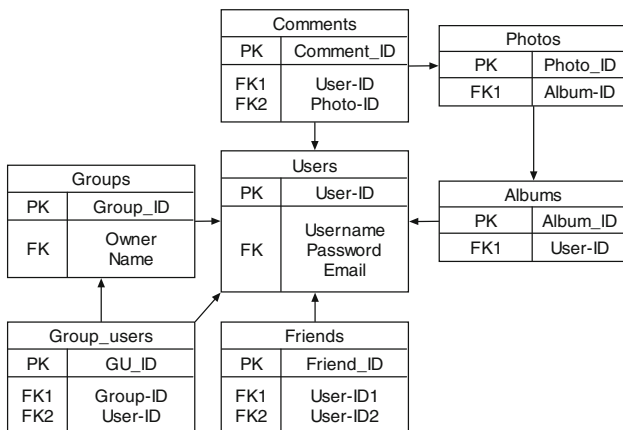 Comments
PK Comment_ID
FK1 User-ID
FK2 Photo-ID
Photos
PK Photo_ID
FK1 Album-ID
Groups
PK Group_ID
FK Owner
Name
Users
PK User-ID
Username
FK Password
Email
Albums
PK Album_ID
FK1 User-ID
Group_users
PK GU_ID
FK1 Group-ID
FK2 User-ID
Friends
PK Friend_ID
FK1 User-ID1
FK2 User-ID2